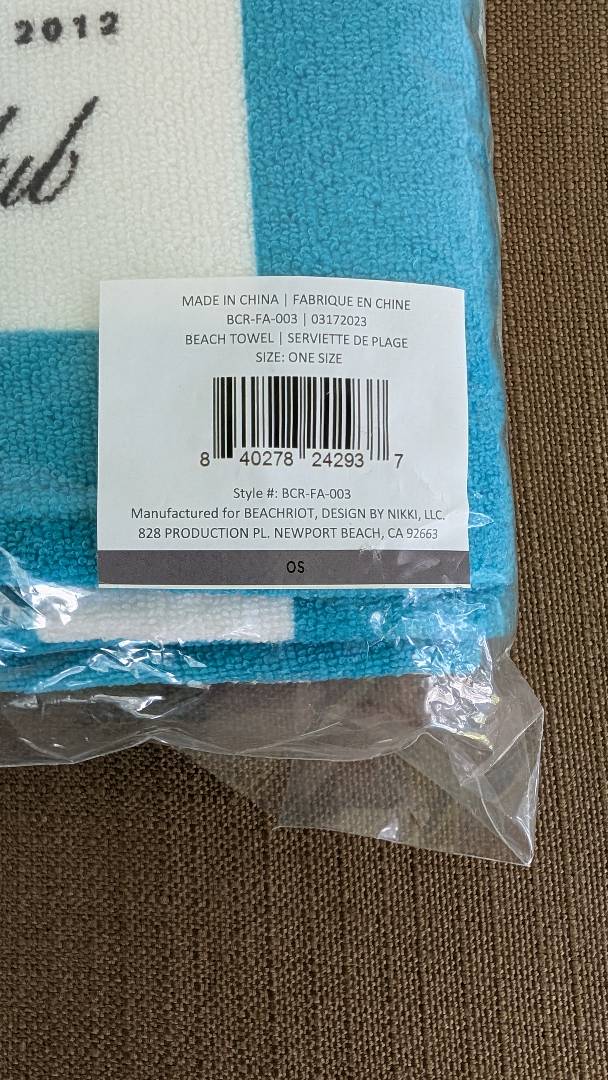 2012
MADE IN CHINA | FABRIQUE EN CHINE
BCR-FA-003 | 03172023
BEACH TOWEL | SERVIETTE DE PLAGE
SIZE: ONE SIZE
8 40278 24293 7
Style #: BCR-FA-003
Manufactured for BEACHRIOT, DESIGN BY NIKKI, LLC.
828 PRODUCTION PL. NEWPORT BEACH, CA 92663
OS